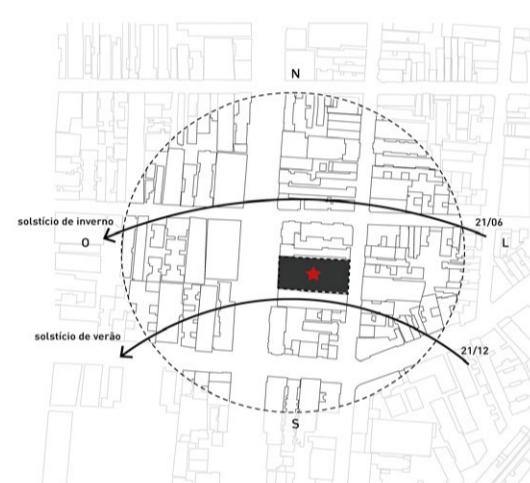 N
solstício de inverno
21/06
O
L
solstício de verão
21/12
S